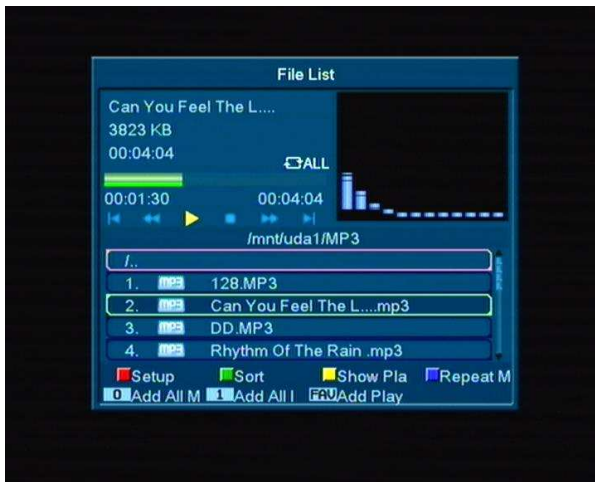 File List
Can You Feel The L....
3823 KB
00:04:04
ALL
00:01:30 00:04:04
/mnt/uda1/MP3
/..
1. MP3 128.MP3
2. MP3 Can You Feel The L....mp3
3. MP3 DD.MP3
4. MP3 Rhythm Of The Rain .mp3
Setup Sort Show Pla Repeat M
0 Add All M 1 Add All I FAV Add Play